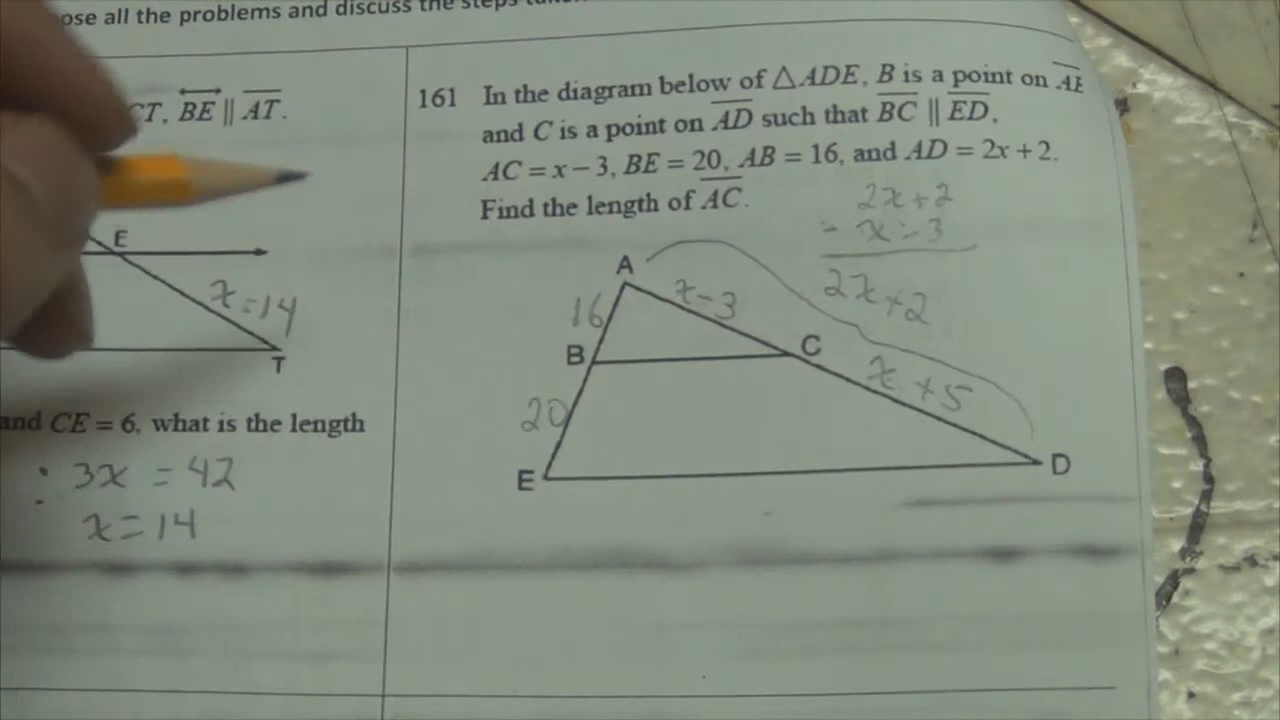 ose all the problems and discuss the steps
CT, BE || AT.
E
x=14
T
and CE = 6, what is the length
: 3x = 42
x=14
161 In the diagram below of △ADE, B is a point on AE
and C is a point on AD such that BC || ED,
AC = x − 3, BE = 20, AB = 16, and AD = 2x + 2.
Find the length of AC.
2x+2
- x-3
2x+2
A
16
x-3
B
C
x+5
20
E
D